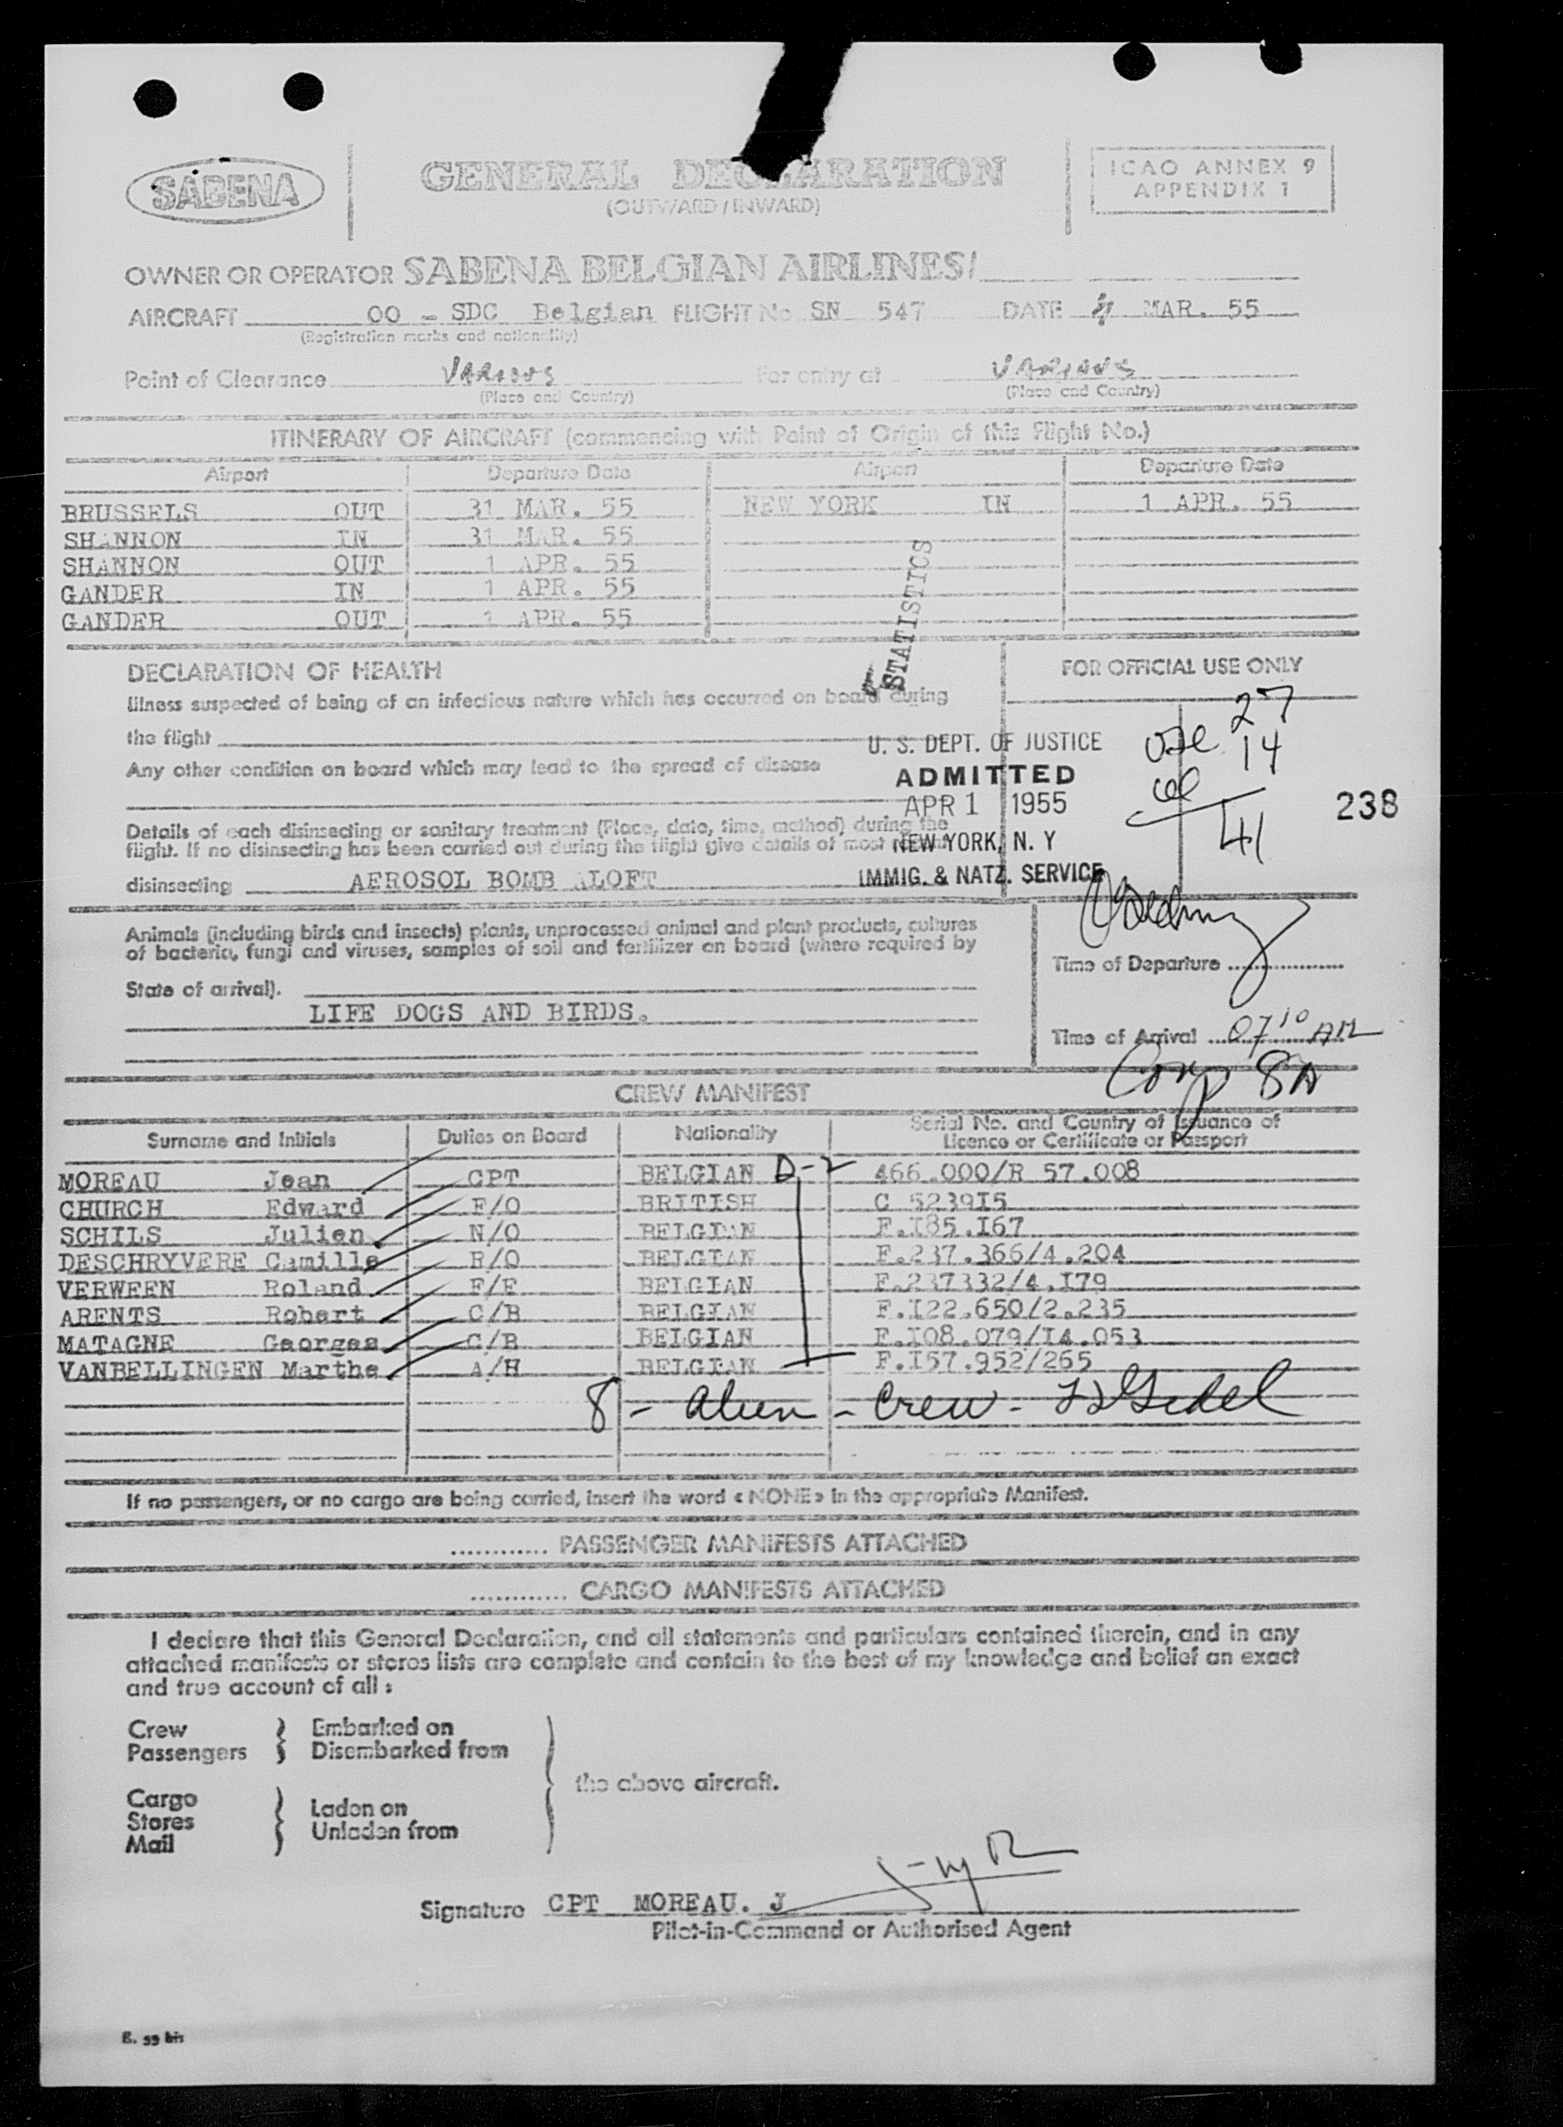 SABENA
GENERAL DECLARATION
(OUTWARD / INWARD)
ICAO ANNEX 9
APPENDIX 1
OWNER OR OPERATOR SABENA BELGIAN AIRLINES/
AIRCRAFT OO - SDC Belgian FLIGHT No SN 547 DATE MAR. 55
(Registration marks and nationality)
Point of Clearance VARIOUS For entry at VARIOUS
(Place and Country) (Place and Country)
ITINERARY OF AIRCRAFT (commencing with Point of Origin of this Flight No.)
Airport Departure Date Airport Departure Date
BRUSSELS OUT 31 MAR. 55 NEW YORK IN 1 APR. 55
SHANNON IN 31 MAR. 55
SHANNON OUT 1 APR. 55
GANDER IN 1 APR. 55
GANDER OUT 1 APR. 55
STATISTICS
DECLARATION OF HEALTH
FOR OFFICIAL USE ONLY
Illness suspected of being of an infectious nature which has occurred on board during
the flight
Any other condition on board which may lead to the spread of disease
U. S. DEPT. OF JUSTICE
ADMITTED
APR 1 1955
NEW YORK, N. Y
IMMIG. & NATZ. SERVICE
27
14
41
238
Details of each disinsecting or sanitary treatment (Place, date, time, method) during the
flight. If no disinsecting has been carried out during the flight give details of most
disinsecting AEROSOL BOMB ALOFT
Animals (including birds and insects) plants, unprocessed animal and plant products, cultures
of bacteria, fungi and viruses, samples of soil and fertilizer on board (where required by
State of arrival).
LIFE DOGS AND BIRDS.
Time of Departure
Time of Arrival 0710 AM
CREW MANIFEST
Surname and Initials Duties on Board Nationality Serial No. and Country of Issuance of
Licence or Certificate or Passport
MOREAU Jean CPT BELGIAN D-2 466.000/R 57.008
CHURCH Edward F/O BRITISH C 523915
SCHILS Julien N/O BELGIAN F.I85.I67
DESCHRYVERE Camille R/O BELGIAN F.237.366/4.204
VERWEEN Roland F/E BELGIAN F.237332/4.I79
ARENTS Robert C/B BELGIAN F.I22.650/2.235
MATAGNE Georges C/B BELGIAN F.I08.079/I4.053
VANBELLINGEN Marthe A/H BELGIAN F.I57.952/265
8 - alien - Crew -
If no passengers, or no cargo are being carried, insert the word « NONE » in the appropriate Manifest.
............ PASSENGER MANIFESTS ATTACHED
............ CARGO MANIFESTS ATTACHED
I declare that this General Declaration, and all statements and particulars contained therein, and in any
attached manifests or stores lists are complete and contain to the best of my knowledge and belief an exact
and true account of all :
Crew Embarked on
Passengers Disembarked from
the above aircraft.
Cargo
Stores Laden on
Mail Unladen from
Signature CPT MOREAU. J
Pilot-in-Command or Authorised Agent
E. 99 bis